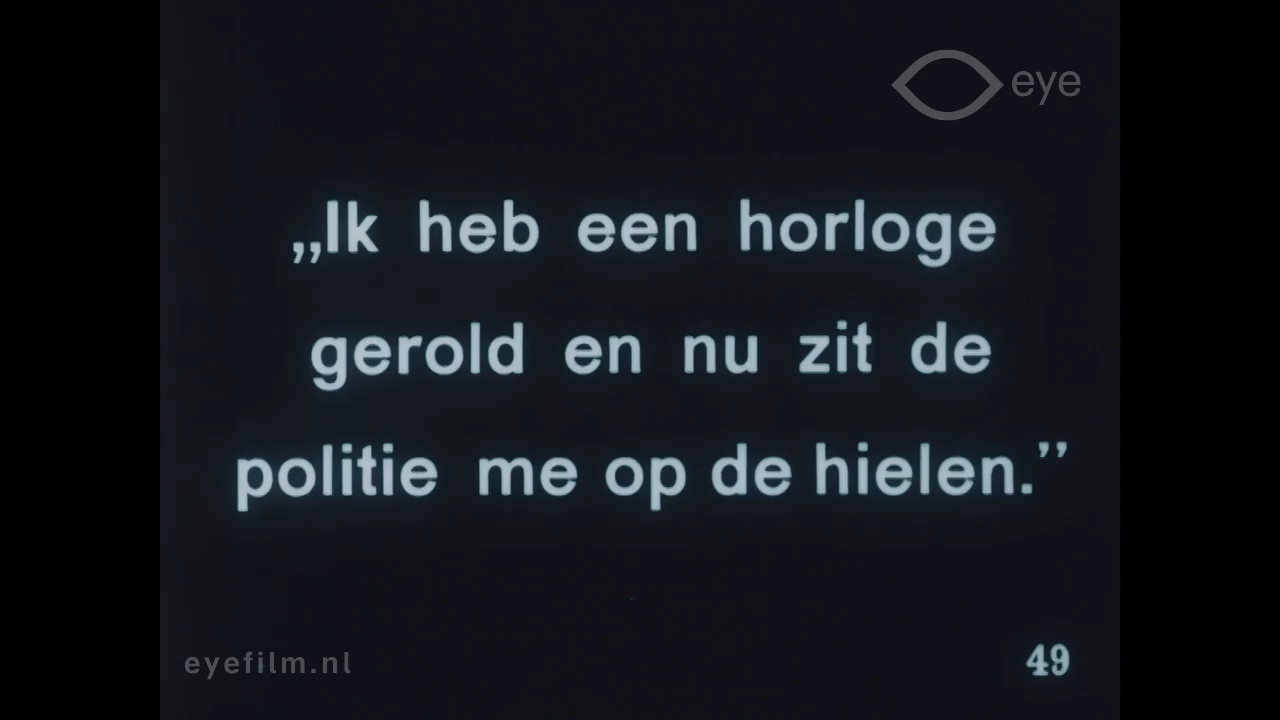 eye
„Ik heb een horloge
gerold en nu zit de
politie me op de hielen.”
eyefilm.nl
49